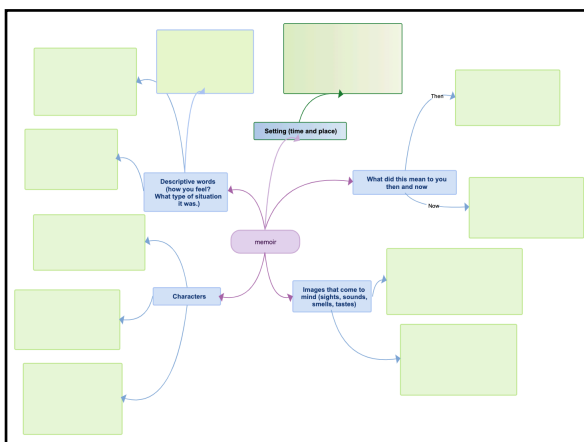 Setting (time and place)
Then
What did this mean to you
then and now
Now
Descriptive words
(how you feel?
What type of situation
it was.)
memoir
Characters
Images that come to
mind (sights, sounds,
smells, tastes)